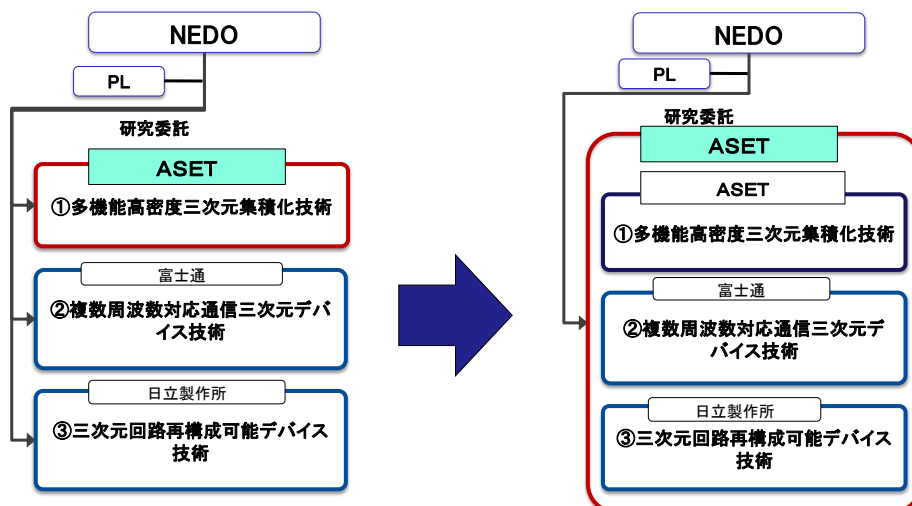 NEDO
PL
研究委託
ASET
①多機能高密度三次元集積化技術
富士通
②複数周波数対応通信三次元デバ
イス技術
日立製作所
③三次元回路再構成可能デバイス
技術
NEDO
PL
研究委託
ASET
ASET
①多機能高密度三次元集積化技術
富士通
②複数周波数対応通信三次元デ
バイス技術
日立製作所
③三次元回路再構成可能デバイス
技術